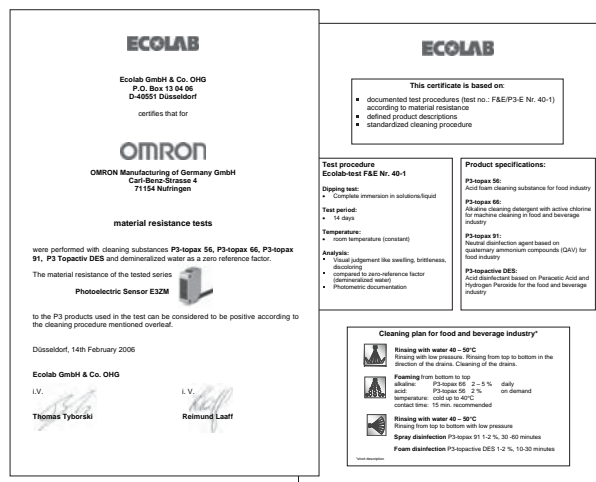 ECOLAB
Ecolab GmbH & Co. OHG
P.O. Box 13 04 06
D-40551 Düsseldorf
certifies that for
OMRON
OMRON Manufacturing of Germany GmbH
Carl-Benz-Strasse 4
71154 Nufringen
material resistance tests
were performed with cleaning substances P3-topax 56, P3-topax 66, P3-topax
91, P3 Topactiv DES and demineralized water as a zero reference factor.
The material resistance of the tested series
Photoelectric Sensor E3ZM
to the P3 products used in the test can be considered to be positive according to
the cleaning procedure mentioned overleaf.
Düsseldorf, 14th February 2006
Ecolab GmbH & Co. OHG
i.V. i. V.
Thomas Tyborski Reimund Laaff
ECOLAB
This certificate is based on:
▪ documented test procedures (test no.: F&E/P3-E Nr. 40-1)
according to material resistance
▪ defined product descriptions
▪ standardized cleaning procedure
Test procedure
Ecolab-test F&E Nr. 40-1
Dipping test:
• Complete immersion in solutions/liquid
Test period:
• 14 days
Temperature:
• room temperature (constant)
Analysis:
• Visual judgement like swelling, brittleness,
discoloring
• compared to zero-reference factor
(demineralized water)
• Photometric documentation
Product specifications:
P3-topax 56:
Acid foam cleaning substance for food industry
P3-topax 66:
Alkaline cleaning detergent with active chlorine
for machine cleaning in food and beverage
industry
P3-topax 91:
Neutral disinfection agent based on
quaternary ammonium compounds (QAV) for
food industry
P3-topactive DES:
Acid disinfectant based on Peracetic Acid and
Hydrogen Peroxide for the food and beverage
industry
Cleaning plan for food and beverage industry*
Rinsing with water 40 – 50°C
Rinsing with low pressure. Rinsing from top to bottom in the
direction of the drains. Cleaning of the drains.
Foaming from bottom to top
alkaline: P3-topax 66 2 – 5 % daily
acid: P3-topax 56 2 % on demand
temperature: cold up to 40°C
contact time: 15 min. recommended
Rinsing with water 40 – 50°C
Rinsing from top to bottom with low pressure
Spray disinfection P3-topax 91 1-2 %, 30 -60 minutes
Foam disinfection P3-topactive DES 1-2 %, 10-30 minutes